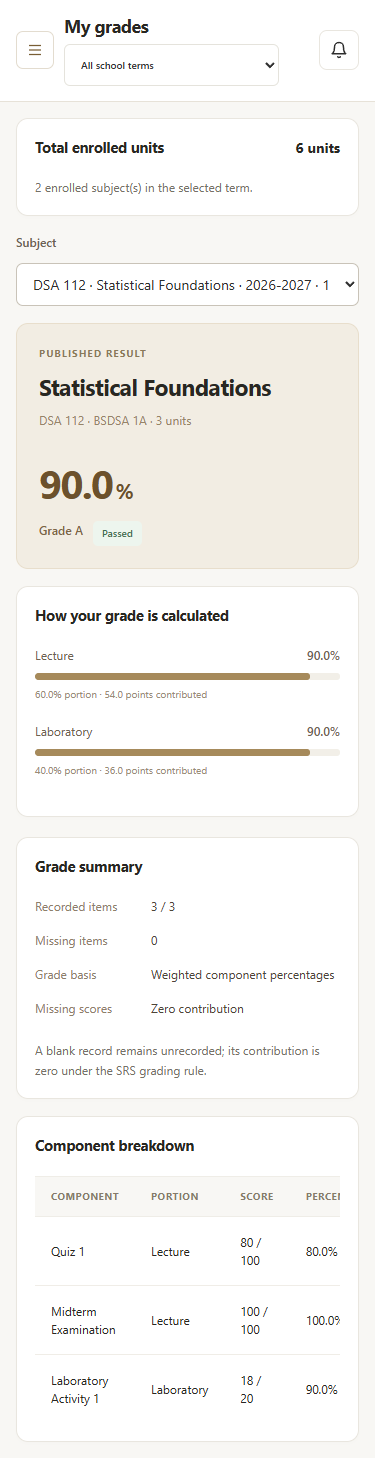 My grades
All school terms
Total enrolled units 6 units
2 enrolled subject(s) in the selected term.
Subject
DSA 112 · Statistical Foundations · 2026-2027 · 1
PUBLISHED RESULT
Statistical Foundations
DSA 112 · BSDSA 1A · 3 units
90.0%
Grade A Passed
How your grade is calculated
Lecture 90.0%
60.0% portion · 54.0 points contributed
Laboratory 90.0%
40.0% portion · 36.0 points contributed
Grade summary
Recorded items 3 / 3
Missing items 0
Grade basis Weighted component percentages
Missing scores Zero contribution
A blank record remains unrecorded; its contribution is
zero under the SRS grading rule.
Component breakdown
COMPONENT PORTION SCORE
Quiz 1 Lecture 80 / 100 80.0%
Midterm Examination Lecture 100 / 100 100.0%
Laboratory Activity 1 Laboratory 18 / 20 90.0%